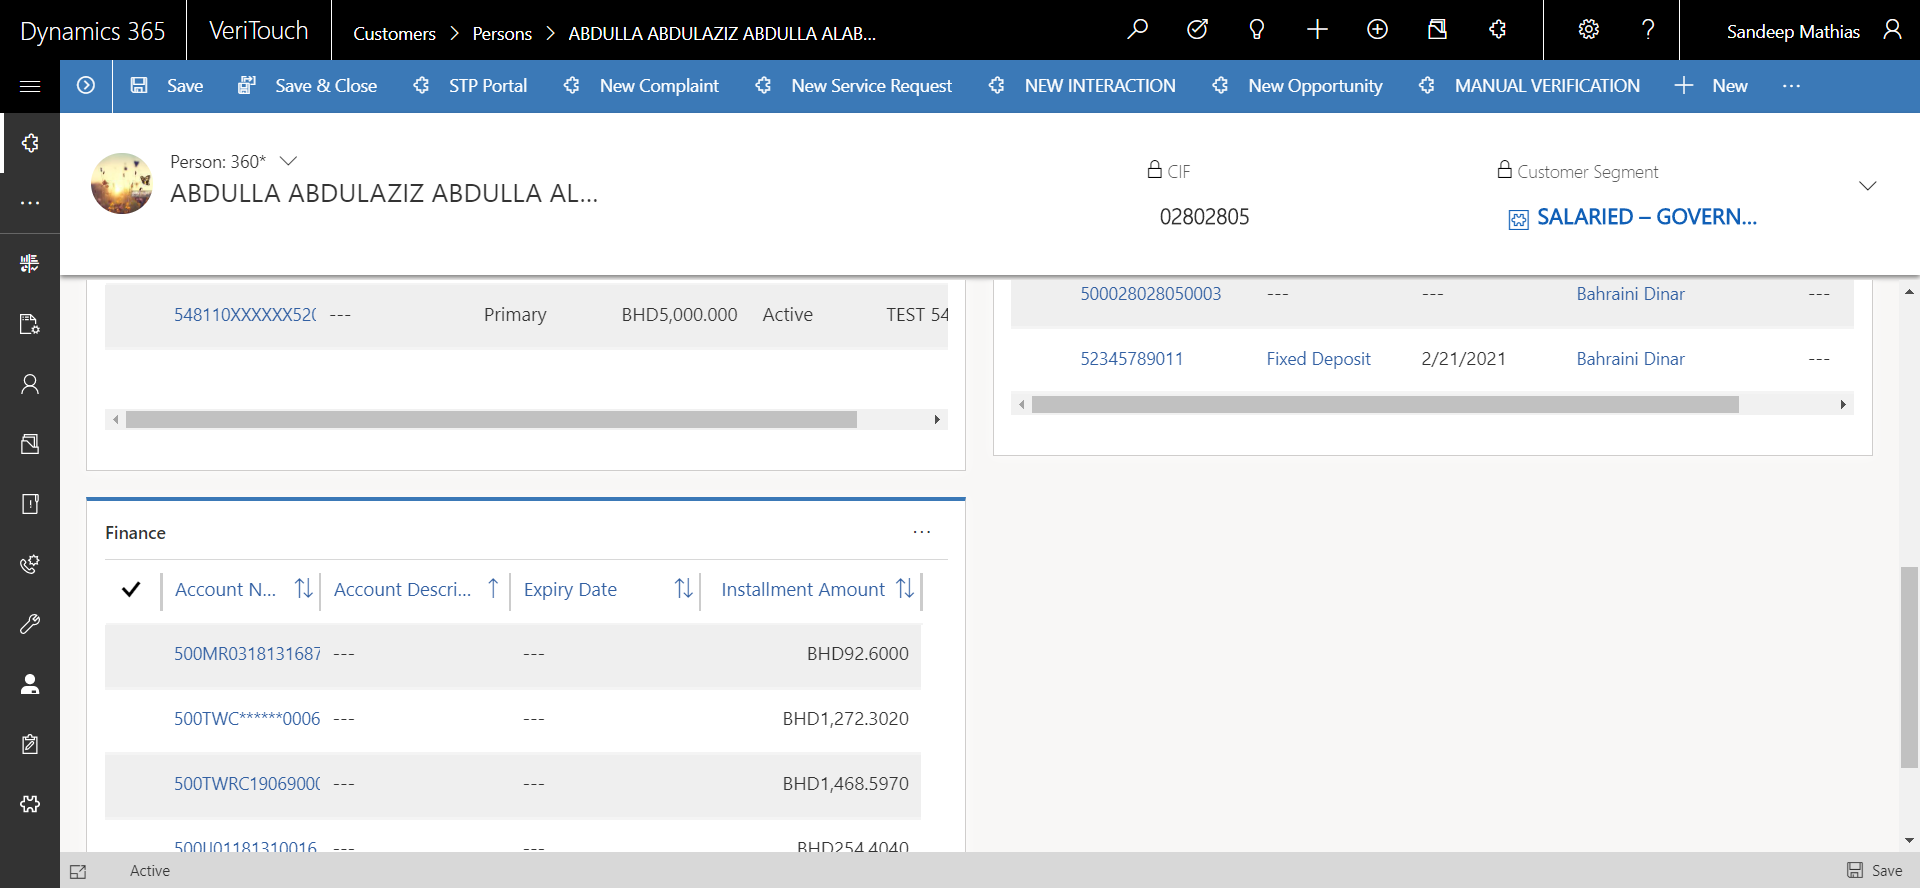 Dynamics 365
VeriTouch
Customers > Persons > ABDULLA ABDULAZIZ ABDULLA ALAB...
Sandeep Mathias
Save
Save & Close
STP Portal
New Complaint
New Service Request
NEW INTERACTION
New Opportunity
MANUAL VERIFICATION
New
...
Person: 360*
ABDULLA ABDULAZIZ ABDULLA AL...
CIF
02802805
Customer Segment
SALARIED – GOVERN...
548110XXXXXX520 --- Primary BHD5,000.000 Active TEST 54
500028028050003 --- --- Bahraini Dinar ---
52345789011 Fixed Deposit 2/21/2021 Bahraini Dinar ---
Finance ...
Account N... Account Descri... Expiry Date Installment Amount
500MR0318131687 --- --- BHD92.6000
500TWC******0006 --- --- BHD1,272.3020
500TWRC1906900 --- --- BHD1,468.5970
500U01181310016 --- --- BHD254.4040
Active
Save